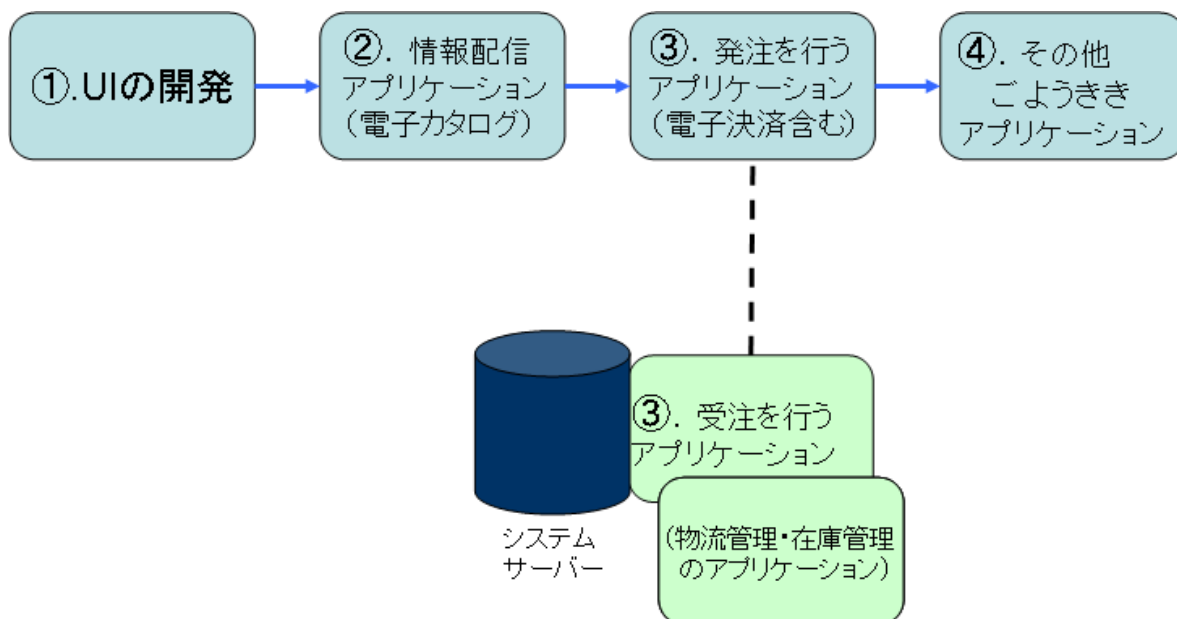 ①.UIの開発
②. 情報配信
アプリケーション
(電子カタログ)
③. 発注を行う
アプリケーション
(電子決済含む)
④. その他
ごようきき
アプリケーション
③. 受注を行う
アプリケーション
システム
サーバー
(物流管理・在庫管理
のアプリケーション)